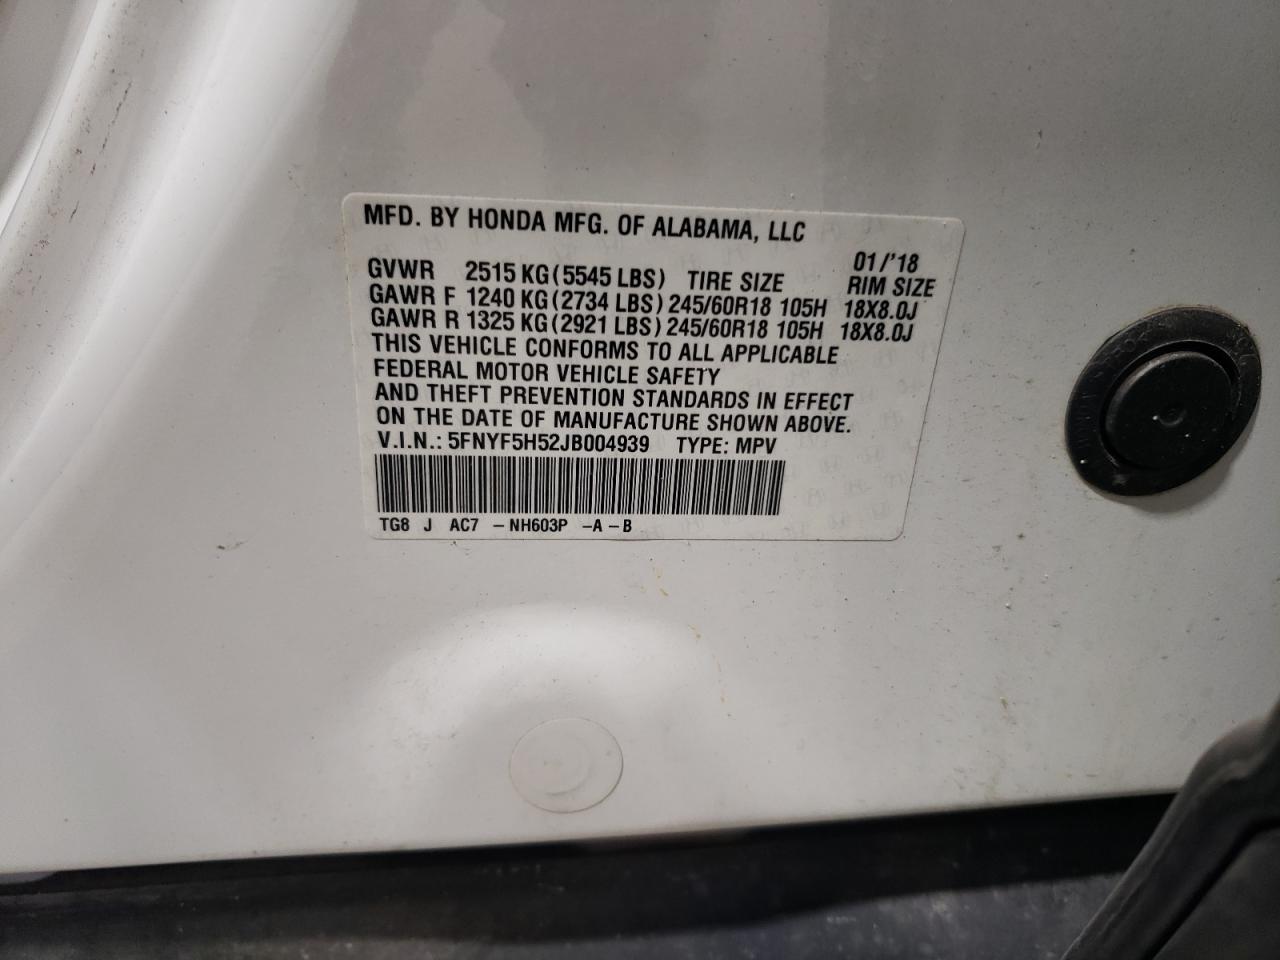 MFD. BY HONDA MFG. OF ALABAMA, LLC
01/'18
GVWR 2515 KG (5545 LBS) TIRE SIZE RIM SIZE
GAWR F 1240 KG (2734 LBS) 245/60R18 105H 18X8.0J
GAWR R 1325 KG (2921 LBS) 245/60R18 105H 18X8.0J
THIS VEHICLE CONFORMS TO ALL APPLICABLE
FEDERAL MOTOR VEHICLE SAFETY
AND THEFT PREVENTION STANDARDS IN EFFECT
ON THE DATE OF MANUFACTURE SHOWN ABOVE.
V.I.N.: 5FNYF5H52JB004939 TYPE: MPV
TG8 J AC7 -NH603P -A-B